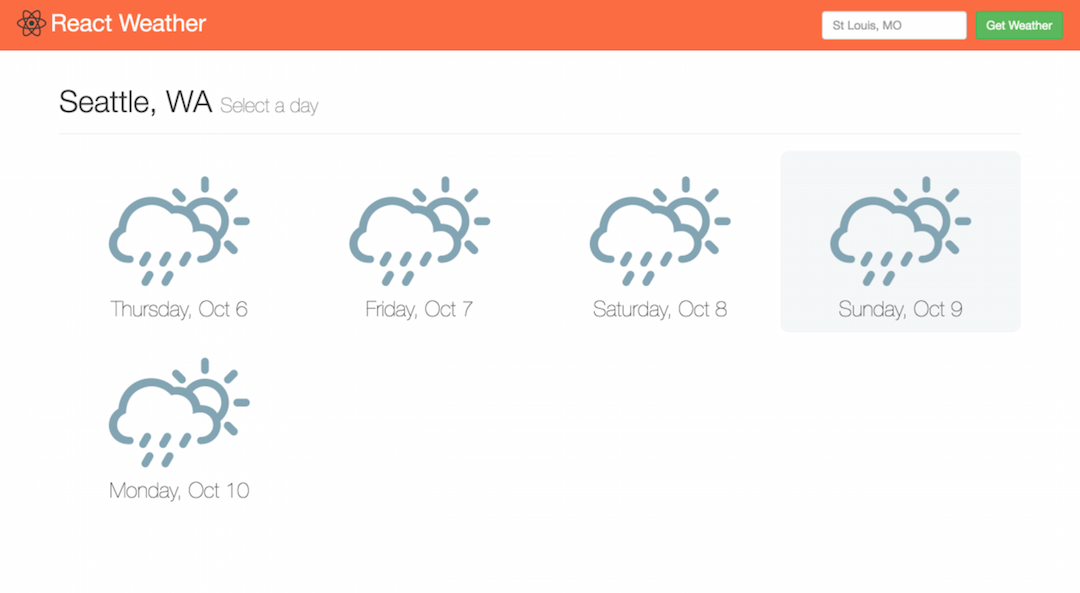 React Weather
St Louis, MO
Get Weather
Seattle, WA Select a day
Thursday, Oct 6
Friday, Oct 7
Saturday, Oct 8
Sunday, Oct 9
Monday, Oct 10